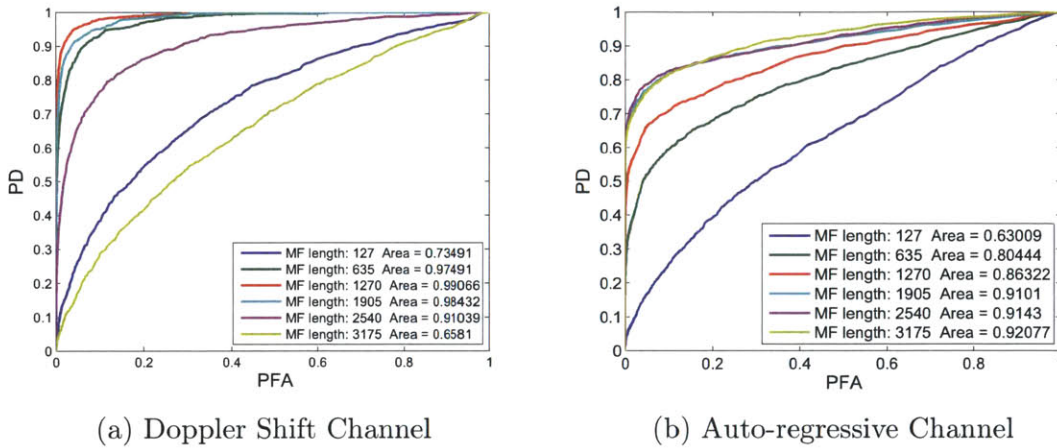 1
0.9
0.8
0.7
0.6
0.5
0.4
0.3
0.2
0.1
0
PD
0
0.2
0.4
0.6
0.8
1
PFA
MF length: 127 Area = 0.73491
MF length: 635 Area = 0.97491
MF length: 1270 Area = 0.99066
MF length: 1905 Area = 0.98432
MF length: 2540 Area = 0.91039
MF length: 3175 Area = 0.6581
(a) Doppler Shift Channel
1
0.9
0.8
0.7
0.6
0.5
0.4
0.3
0.2
0.1
0
PD
0
0.2
0.4
0.6
0.8
1
PFA
MF length: 127 Area = 0.63009
MF length: 635 Area = 0.80444
MF length: 1270 Area = 0.86322
MF length: 1905 Area = 0.9101
MF length: 2540 Area = 0.9143
MF length: 3175 Area = 0.92077
(b) Auto-regressive Channel